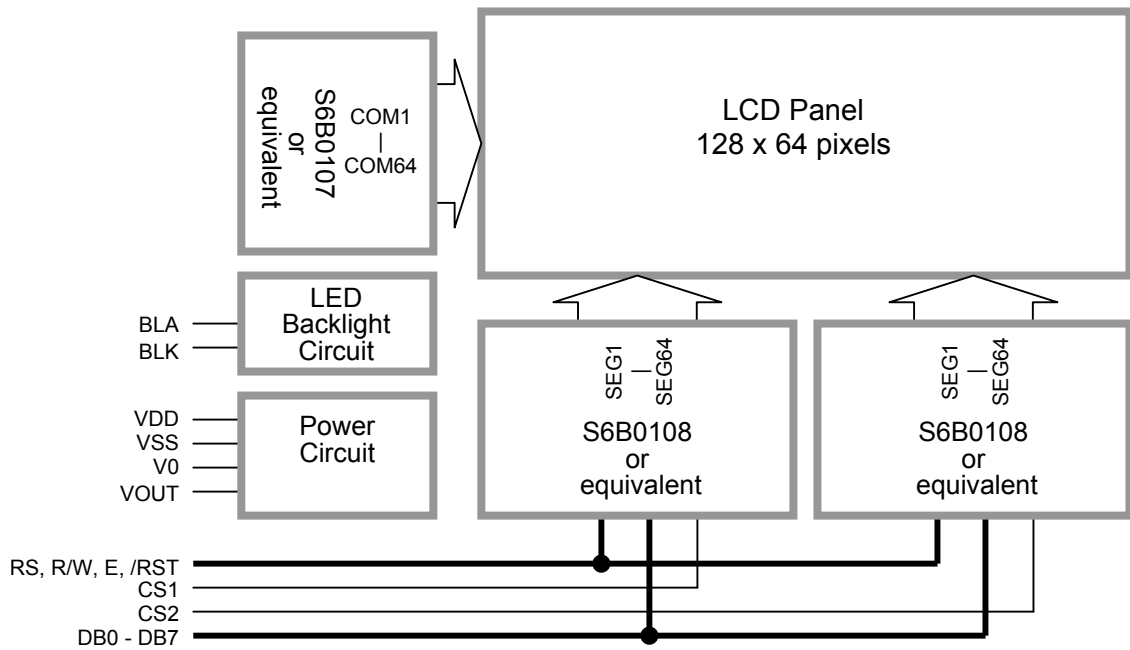 S6B0107
or
equivalent
COM1
|
COM64
LCD Panel
128 x 64 pixels
LED
Backlight
Circuit
BLA
BLK
Power
Circuit
VDD
VSS
V0
VOUT
SEG1
|
SEG64
S6B0108
or
equivalent
SEG1
|
SEG64
S6B0108
or
equivalent
RS, R/W, E, /RST
CS1
CS2
DB0 - DB7